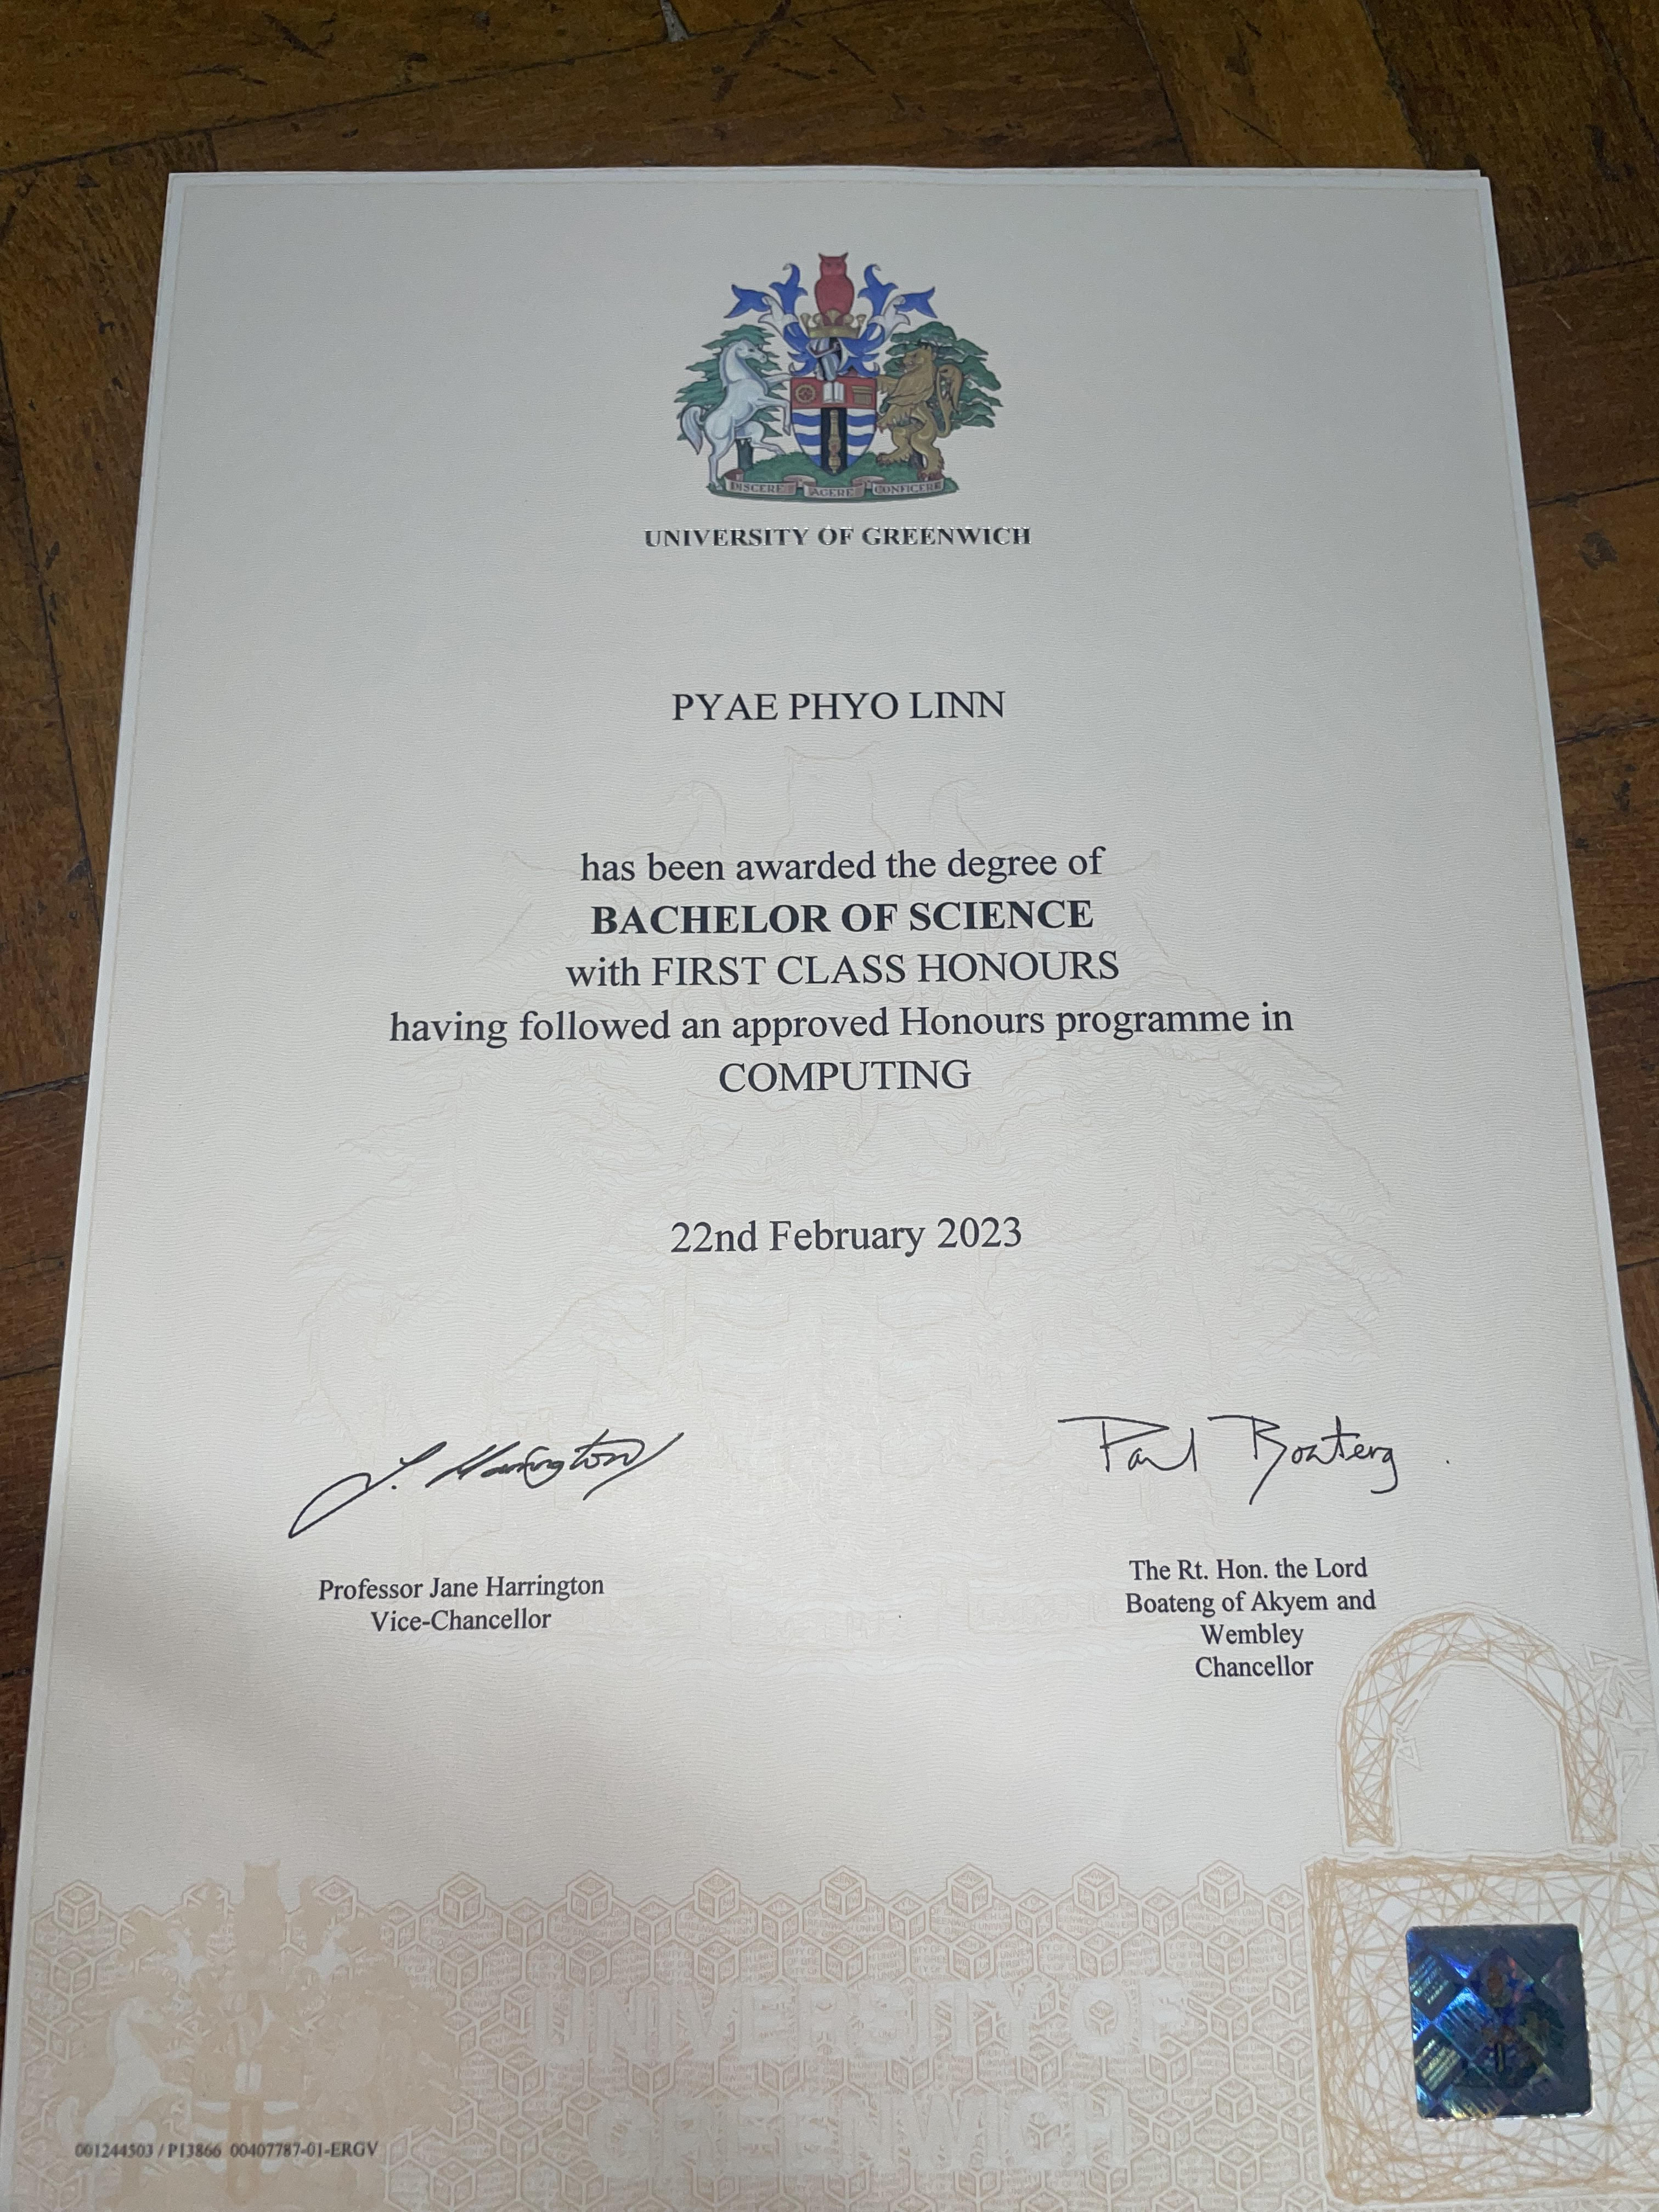 DISCERE AGERE CONFICERE
UNIVERSITY OF GREENWICH
PYAE PHYO LINN
has been awarded the degree of
BACHELOR OF SCIENCE
with FIRST CLASS HONOURS
having followed an approved Honours programme in
COMPUTING
22nd February 2023
J. Harrington
Paul Boateng
Professor Jane Harrington
Vice-Chancellor
The Rt. Hon. the Lord
Boateng of Akyem and
Wembley
Chancellor
UNIVERSITY OF
GREENWICH
001244503 / P13866 00407787-01-ERGV